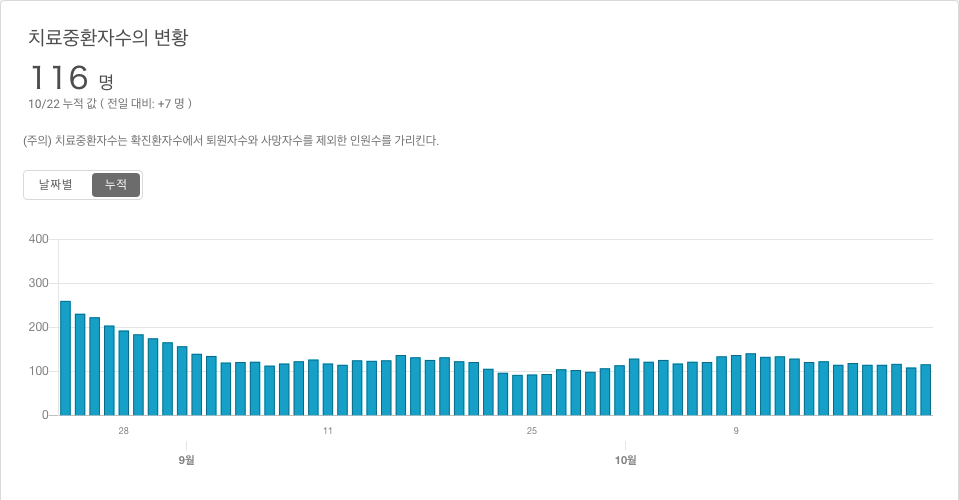 치료중환자수의 변황
116 명
10/22 누적 값 ( 전일 대비: +7 명 )
(주의) 치료중환자수는 확진환자수에서 퇴원자수와 사망자수를 제외한 인원수를 가리킨다.
날짜별 누적
400
300
200
100
0
28 11 25 9
9월 10월